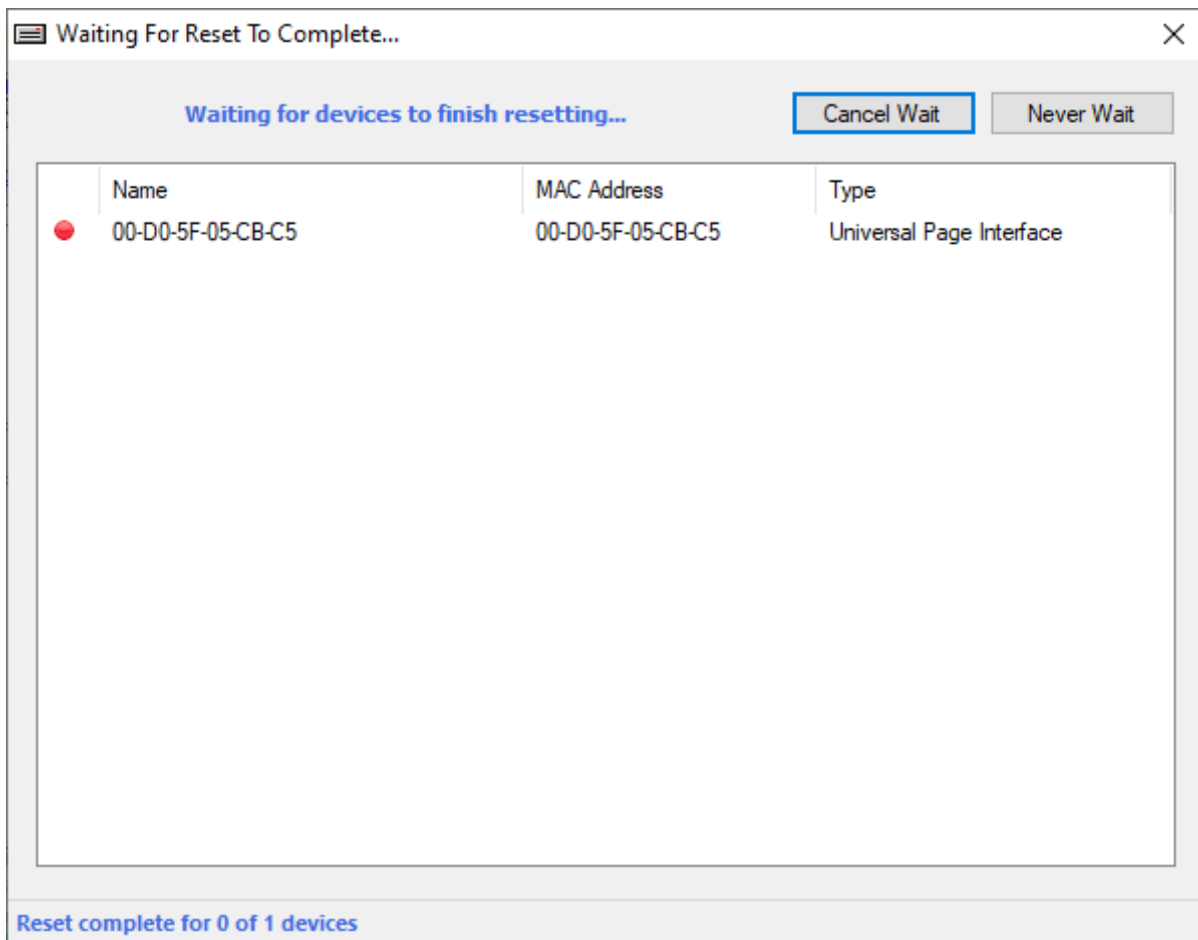 Waiting For Reset To Complete...
Waiting for devices to finish resetting... Cancel Wait Never Wait
Name MAC Address Type
00-D0-5F-05-CB-C5 00-D0-5F-05-CB-C5 Universal Page Interface
Reset complete for 0 of 1 devices